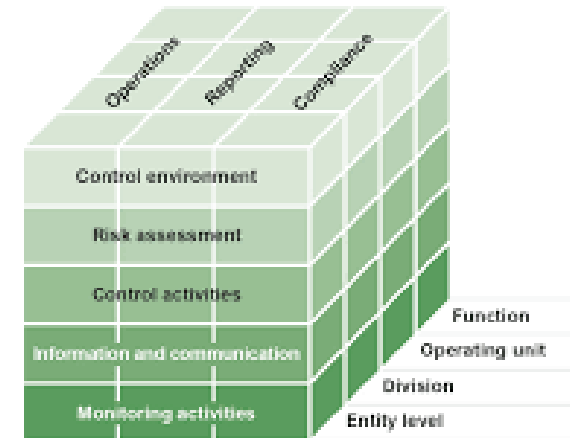 Operations
Reporting
Compliance
Control environment
Risk assessment
Control activities
Information and communication
Monitoring activities
Function
Operating unit
Division
Entity level